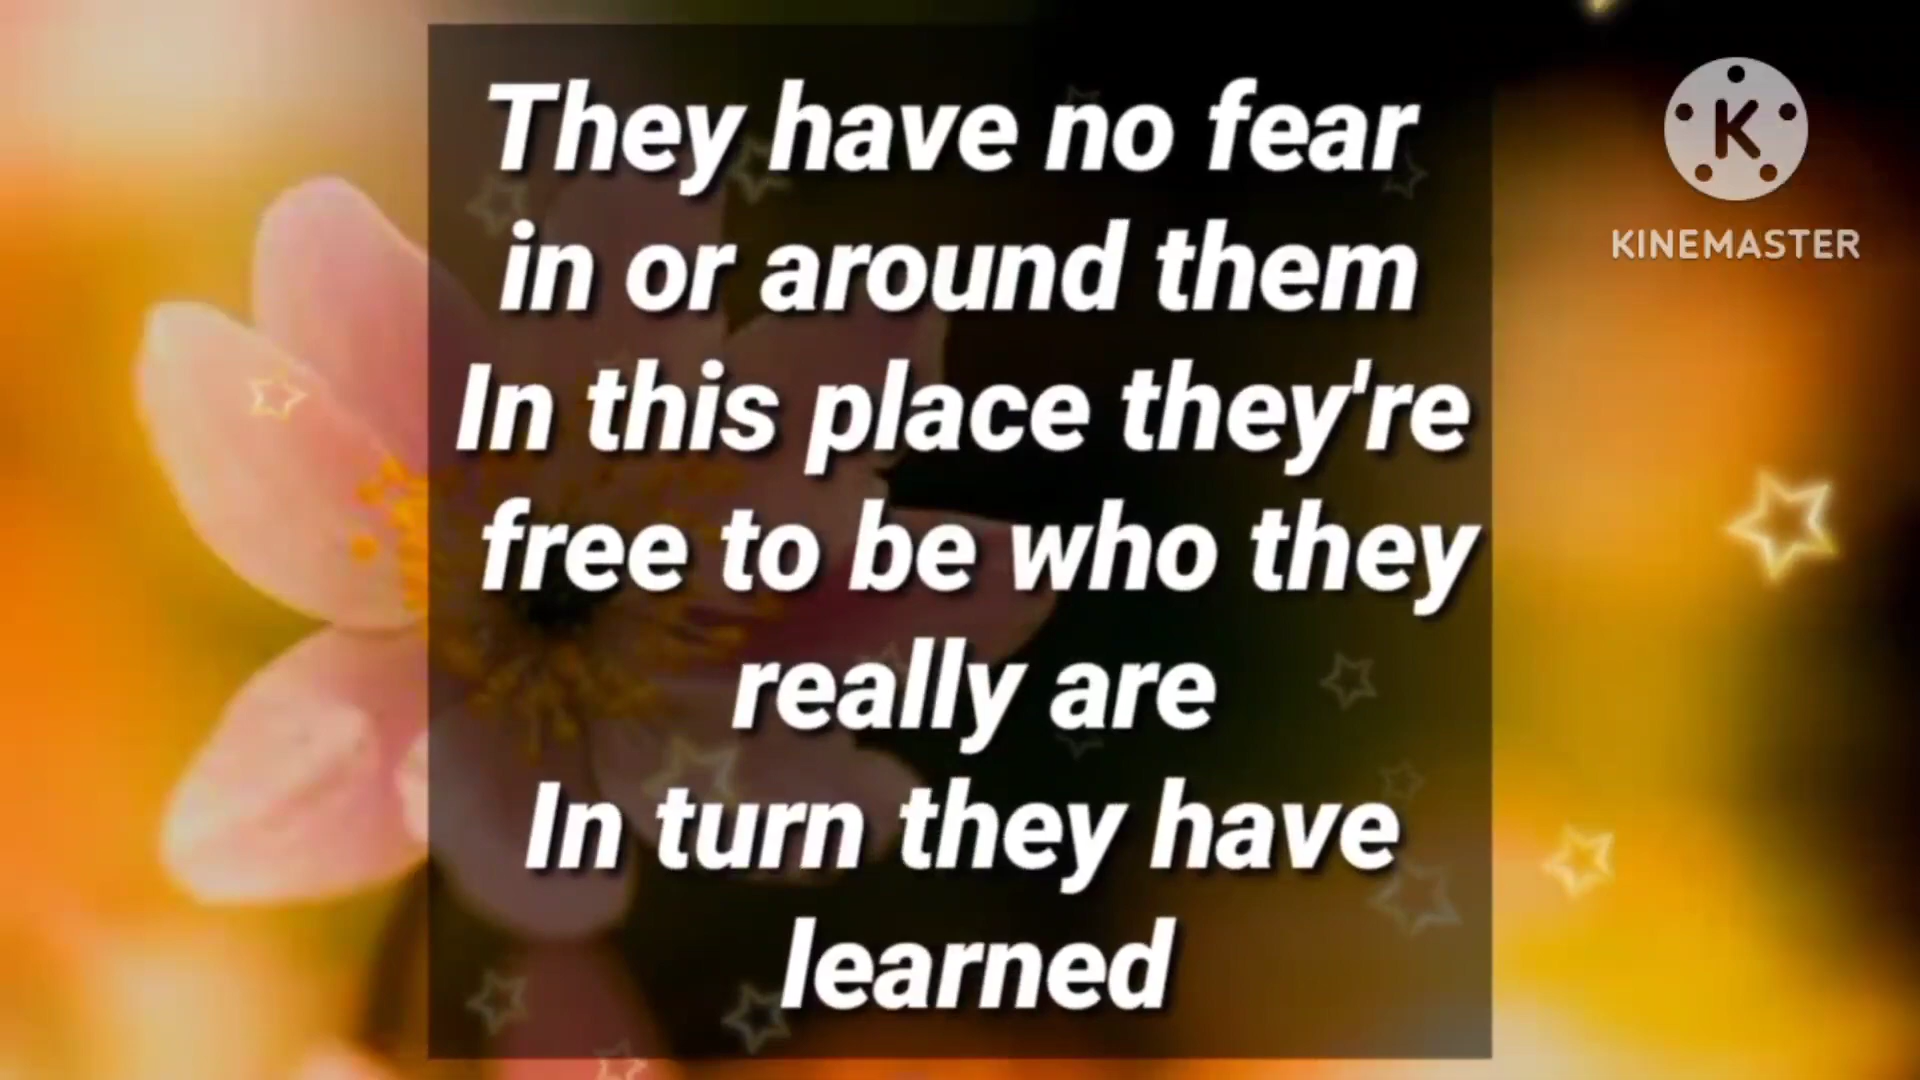 They have no fear
in or around them
In this place they're
free to be who they
really are
In turn they have
learned
K
KINEMASTER